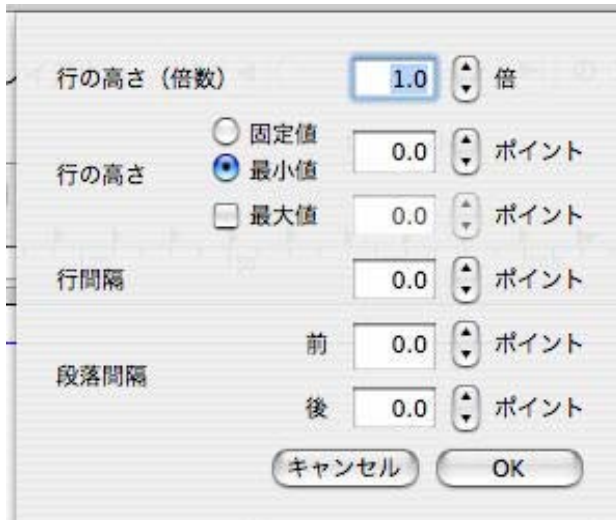 行の高さ（倍数） 1.0 倍
固定値 0.0 ポイント
行の高さ 最小値
最大値 0.0 ポイント
行間隔 0.0 ポイント
前 0.0 ポイント
段落間隔
後 0.0 ポイント
キャンセル OK